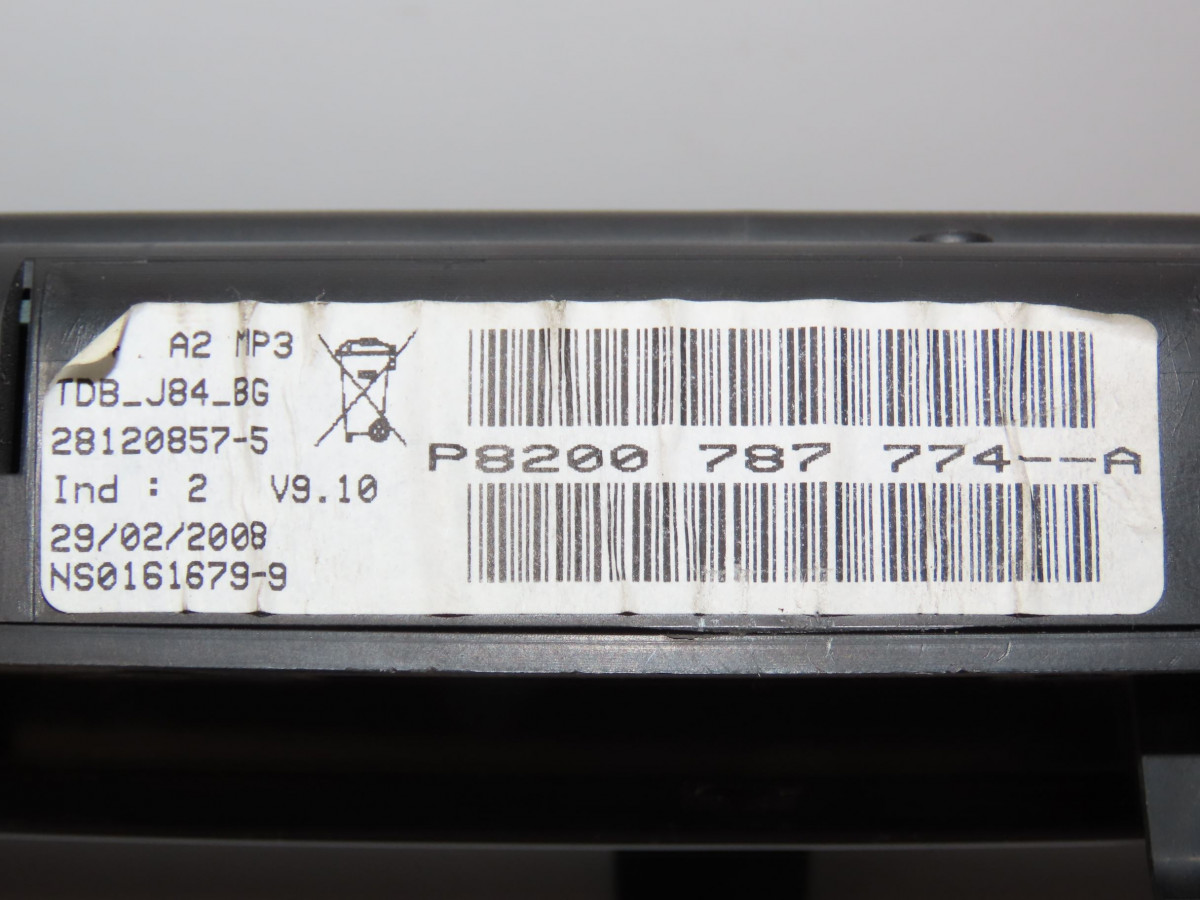 A2 MP3
TDB_J84_BG
28120857-5
Ind : 2 V9.10
29/02/2008
NS0161679-9
P8200 787 774--A